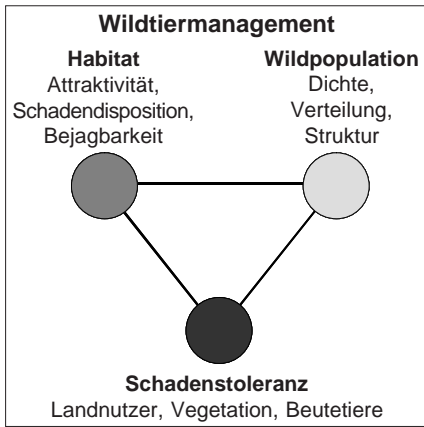 Wildtiermanagement
Habitat
Attraktivität,
Schadendisposition,
Bejagbarkeit
Wildpopulation
Dichte,
Verteilung,
Struktur
Schadenstoleranz
Landnutzer, Vegetation, Beutetiere